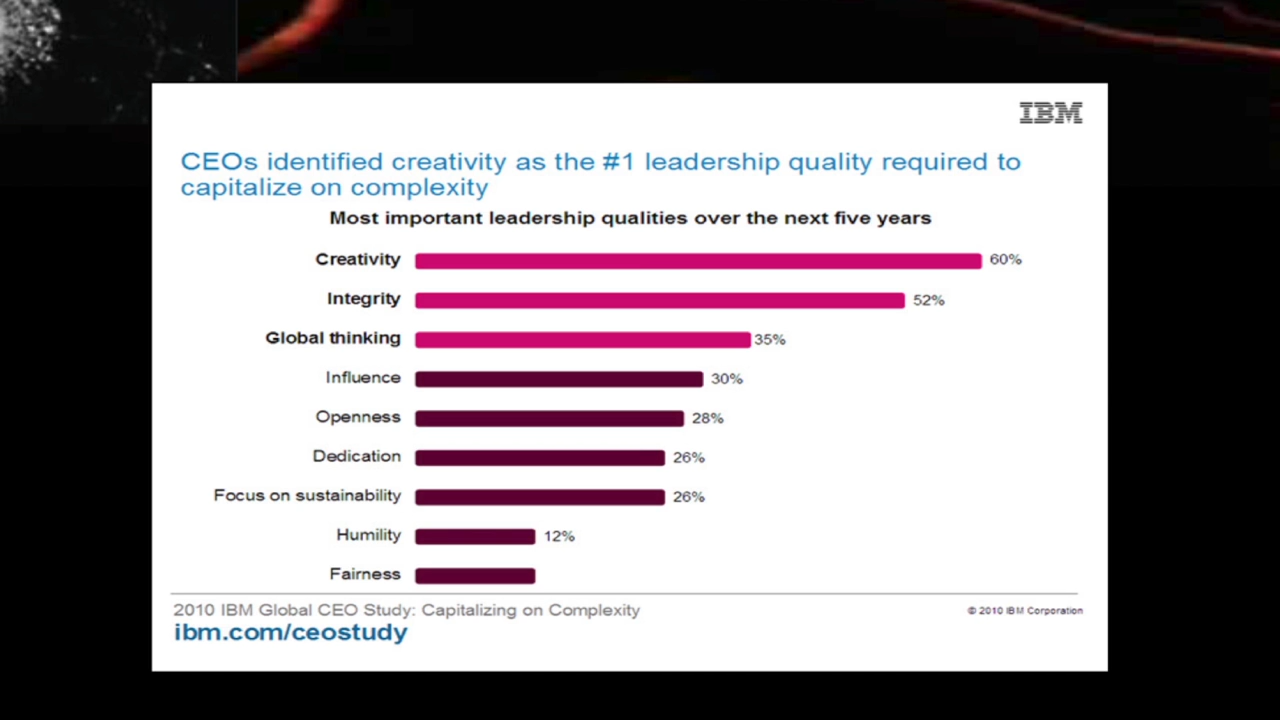 IBM
CEOs identified creativity as the #1 leadership quality required to
capitalize on complexity
Most important leadership qualities over the next five years
Creativity 60%
Integrity 52%
Global thinking 35%
Influence 30%
Openness 28%
Dedication 26%
Focus on sustainability 26%
Humility 12%
Fairness
2010 IBM Global CEO Study: Capitalizing on Complexity
© 2010 IBM Corporation
ibm.com/ceostudy